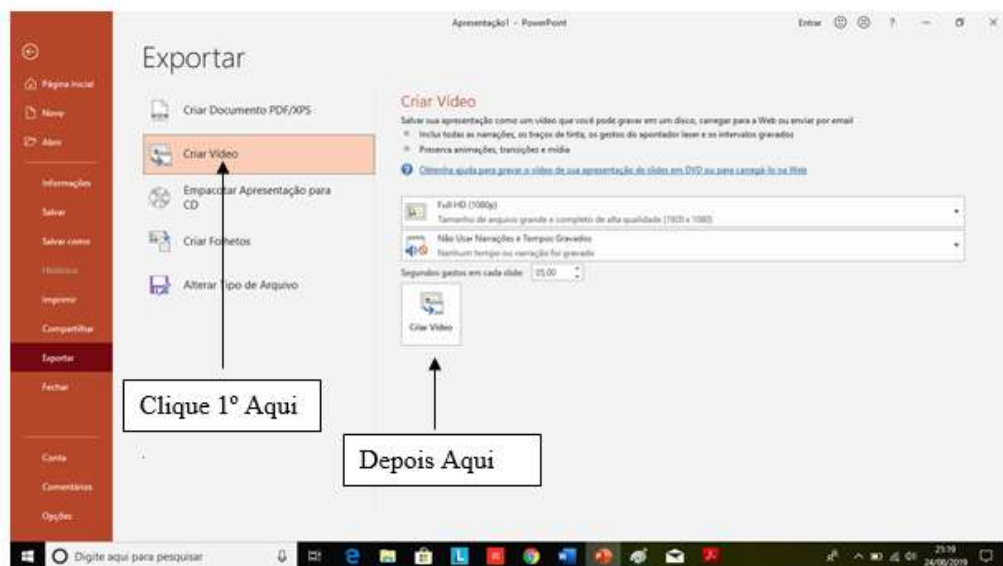 Apresentação1 - PowerPoint
Entrar
?
Exportar
Página Inicial
Novo
Abrir
Informações
Salvar
Salvar como
Histórico
Imprimir
Compartilhar
Exportar
Fechar
Conta
Comentários
Opções
Criar Documento PDF/XPS
Criar Vídeo
Empacotar Apresentação para
CD
Criar Folhetos
Alterar Tipo de Arquivo
Criar Vídeo
Salvar sua apresentação como um vídeo que você pode gravar em um disco, carregar para a Web ou enviar por email
Inclui todas as narrações, os traços de tinta, os gestos do apontador laser e os intervalos gravados
Preserva animações, transições e mídia
Obtenha ajuda para gravar o vídeo de sua apresentação de slides em DVD ou para carregá-lo na Web
Full HD (1080p)
Tamanho de arquivo grande e completo de alta qualidade (1920 x 1080)
Não Usar Narrações e Tempos Gravados
Nenhum tempo ou narração foi gravado
Segundos gastos em cada slide: 05,00
Criar Vídeo
Clique 1º Aqui
Depois Aqui
Digite aqui para pesquisar
L
21:19
24/08/2019